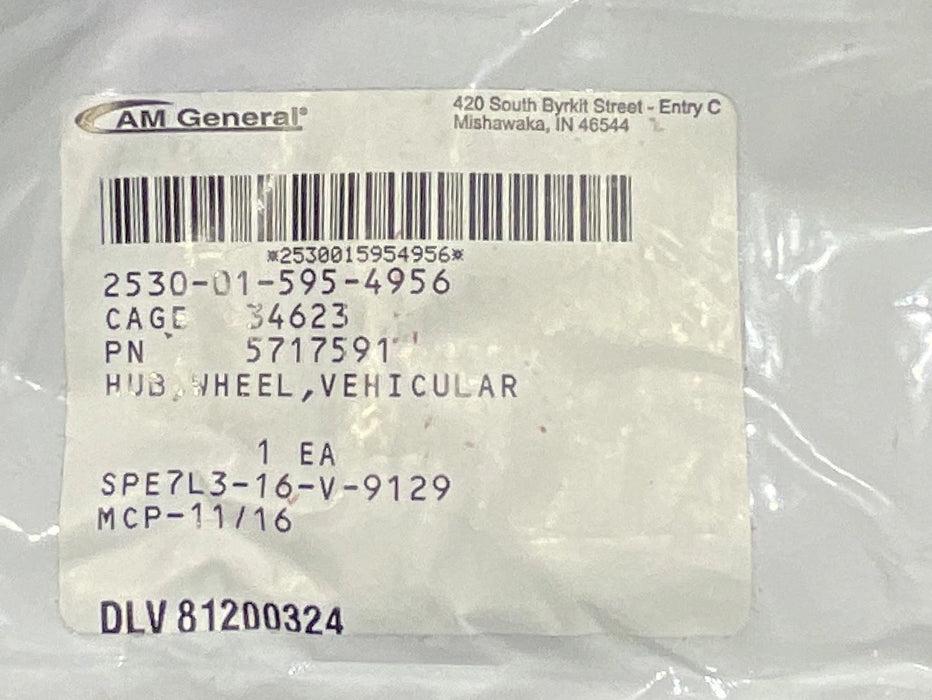 AM General®
420 South Byrkit Street - Entry C
Mishawaka, IN 46544
*2530015954956*
2530-01-595-4956
CAGE 34623
PN 5717591
HUB,WHEEL,VEHICULAR
1 EA
SPE7L3-16-V-9129
MCP-11/16
DLV 81200324